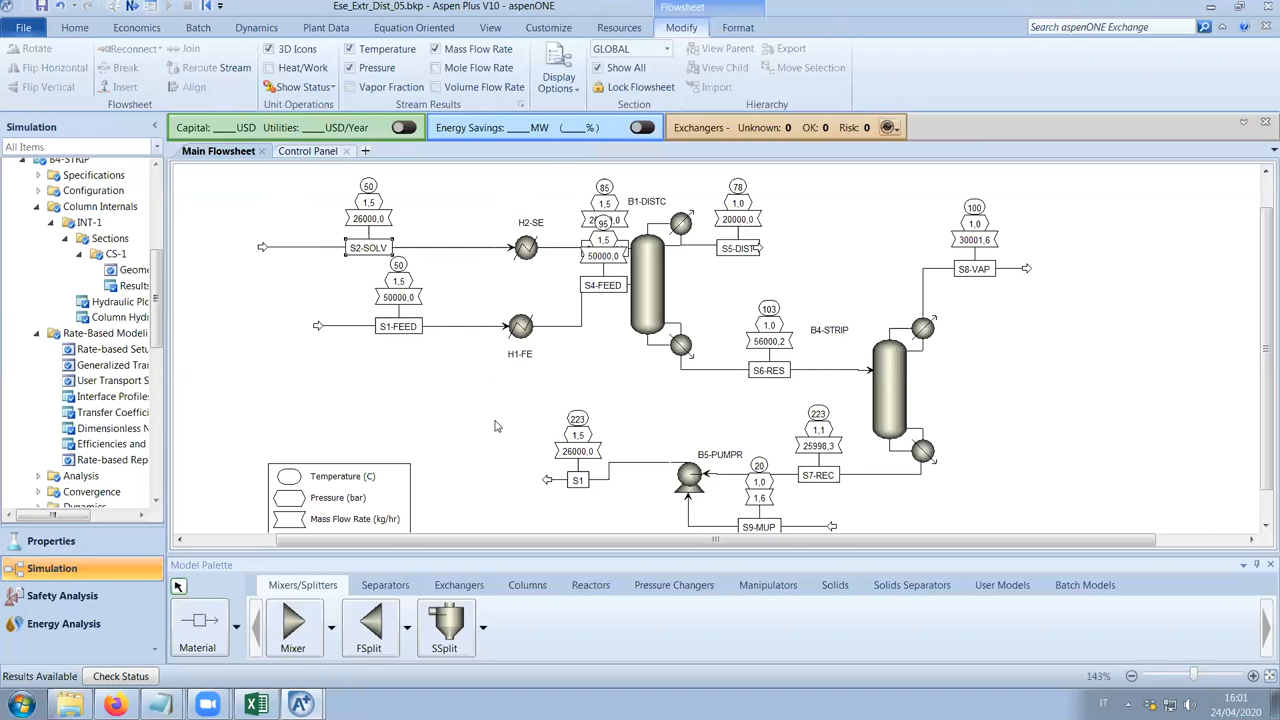 Ese_Extr_Dist_05.bkp - Aspen Plus V10 - aspenONE
Flowsheet
File Home Economics Batch Dynamics Plant Data Equation Oriented View Customize Resources Modify Format
Search aspenONE Exchange
Rotate Reconnect Join
Flip Horizontal Break Reroute Stream
Flip Vertical Insert Align
Flowsheet
3D Icons
Heat/Work
Show Status
Unit Operations
Temperature Mass Flow Rate
Pressure Mole Flow Rate
Vapor Fraction Volume Flow Rate
Stream Results
Display
Options
GLOBAL
Show All
Lock Flowsheet
Section
View Parent Export
View Child Move Selection
Import
Hierarchy
Capital: ____ USD Utilities: ____ USD/Year
Energy Savings: ____ MW (____%)
Exchangers - Unknown: 0 OK: 0 Risk: 0
Simulation
All Items
B4-STRIP
Specifications
Configuration
Column Internals
INT-1
Sections
CS-1
Geome
Results
Hydraulic Plo
Column Hydr
Rate-Based Modeli
Rate-based Setu
Generalized Tra
User Transport S
Interface Profiles
Transfer Coeffici
Dimensionless N
Efficiencies and
Rate-based Rep
Analysis
Convergence
Properties
Simulation
Safety Analysis
Energy Analysis
Main Flowsheet
Control Panel
50
1,5
26000,0
S2-SOLV
H2-SE
50
1,5
50000,0
S1-FEED
H1-FE
85
1,5
95
1,5
50000,0
S4-FEED
B1-DISTC
78
1,0
20000,0
S5-DIST
103
1,0
56000,2
S6-RES
B4-STRIP
100
1,0
30001,6
S8-VAP
223
1,1
25998,3
S7-REC
B5-PUMPR
20
1,0
1,6
S9-MUP
223
1,5
26000,0
S1
Temperature (C)
Pressure (bar)
Mass Flow Rate (kg/hr)
Model Palette
Mixers/Splitters Separators Exchangers Columns Reactors Pressure Changers Manipulators Solids Solids Separators User Models Batch Models
Material Mixer FSplit SSplit
Results Available Check Status
143%
IT
16:01
24/04/2020